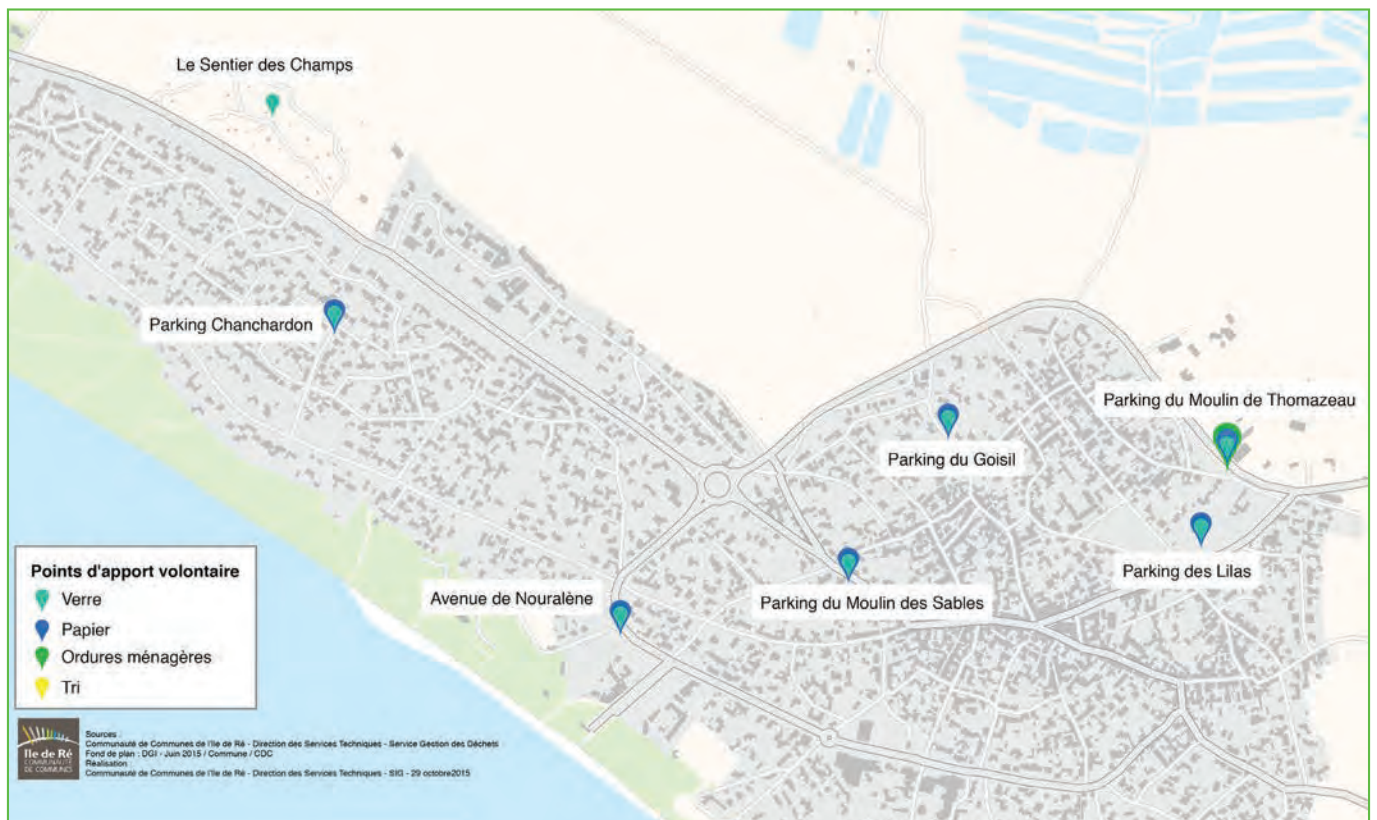 Le Sentier des Champs
Parking Chanchardon
Parking du Moulin de Thomazeau
Parking du Goisil
Parking des Lilas
Avenue de Nouralène
Parking du Moulin des Sables
Points d'apport volontaire
Verre
Papier
Ordures ménagères
Tri
Ile de Ré
COMMUNAUTÉ
DE COMMUNES
Sources :
Communauté de Communes de l'Ile de Ré - Direction des Services Techniques - Service Gestion des Déchets
Fond de plan : DGI - Juin 2015 / Commune / CDC
Réalisation :
Communauté de Communes de l'Ile de Ré - Direction des Services Techniques - SIG - 29 octobre2015